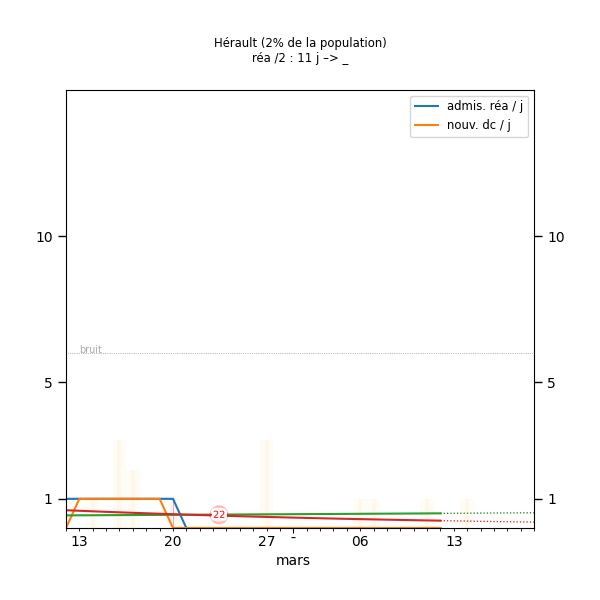 Hérault (2% de la population)
réa /2 : 11 j –> _
admis. réa / j
nouv. dc / j
10 10
bruit
5 5
1 1
22
13 20 27 - 06 13
mars